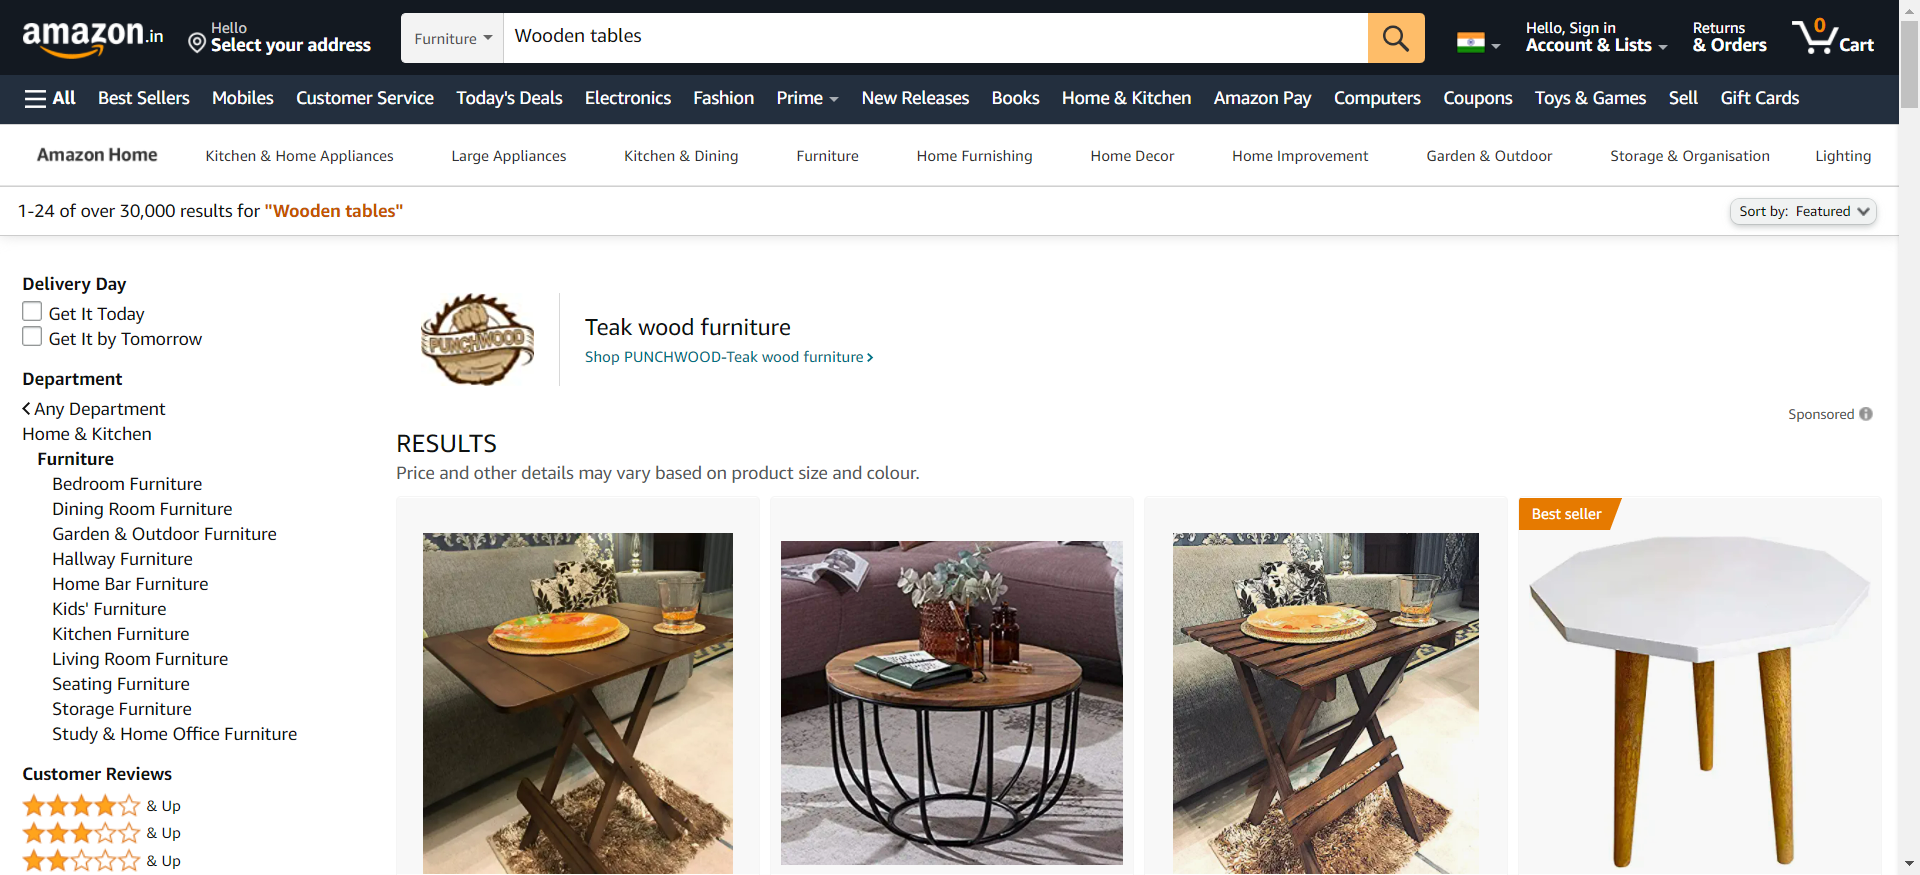 amazon.in
Hello
Select your address
Furniture
Wooden tables
Hello, Sign in
Account & Lists
Returns
& Orders
0
Cart
All
Best Sellers
Mobiles
Customer Service
Today's Deals
Electronics
Fashion
Prime
New Releases
Books
Home & Kitchen
Amazon Pay
Computers
Coupons
Toys & Games
Sell
Gift Cards
Amazon Home
Kitchen & Home Appliances
Large Appliances
Kitchen & Dining
Furniture
Home Furnishing
Home Decor
Home Improvement
Garden & Outdoor
Storage & Organisation
Lighting
1-24 of over 30,000 results for "Wooden tables"
Sort by: Featured
Delivery Day
Get It Today
Get It by Tomorrow
Department
Any Department
Home & Kitchen
Furniture
Bedroom Furniture
Dining Room Furniture
Garden & Outdoor Furniture
Hallway Furniture
Home Bar Furniture
Kids' Furniture
Kitchen Furniture
Living Room Furniture
Seating Furniture
Storage Furniture
Study & Home Office Furniture
Customer Reviews
& Up
& Up
& Up
PUNCHWOOD
Teak wood furniture
Shop PUNCHWOOD-Teak wood furniture
Sponsored
RESULTS
Price and other details may vary based on product size and colour.
Best seller